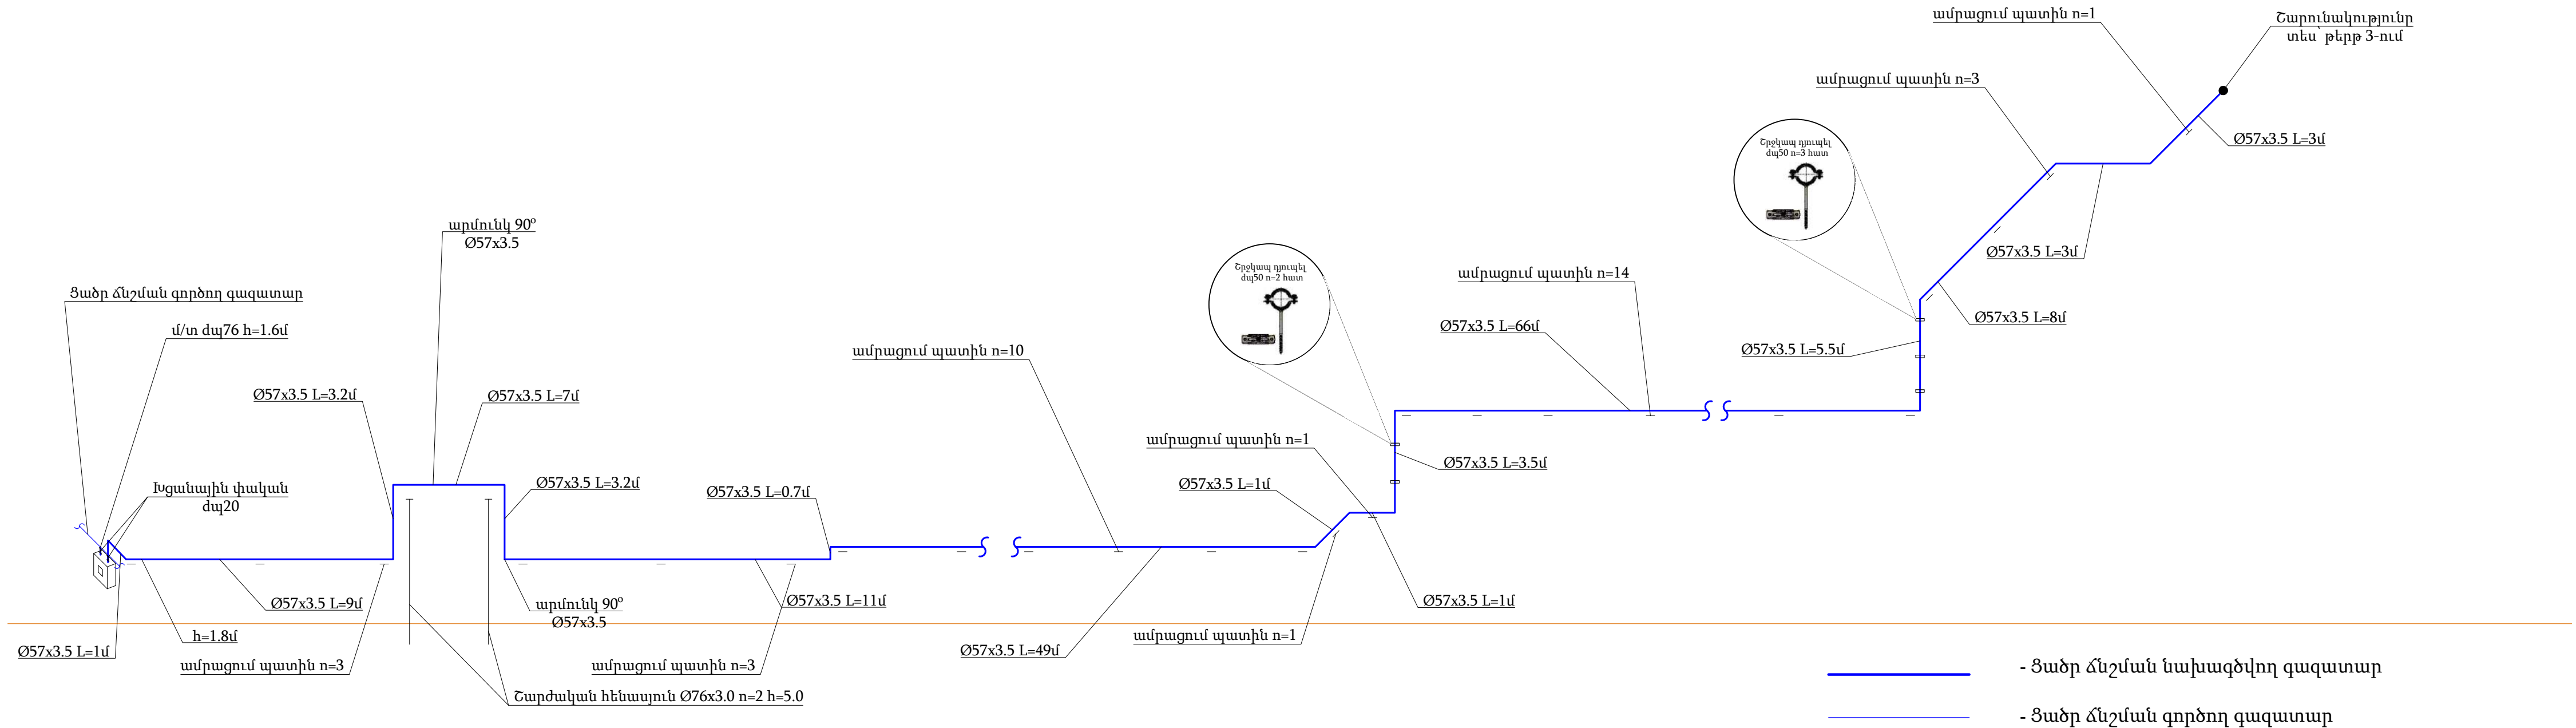 ամրացում պատին n=1
Շարունակությունը
տես՝ թերթ 3-ում
ամրացում պատին n=3
Ø57x3.5 L=3մ
Շրջկապ դյուպել
դպ50 n=3 հատ
արմունկ 90⁰
Ø57x3.5
Ø57x3.5 L=3մ
Շրջկապ դյուպել
դպ50 n=2 հատ
ամրացում պատին n=14
Ցածր ճնշման գործող գազատար
Ø57x3.5 L=8մ
մ/տ դպ76 h=1.6մ
Ø57x3.5 L=66մ
Ø57x3.5 L=5.5մ
ամրացում պատին n=10
Ø57x3.5 L=3.2մ
Ø57x3.5 L=7մ
ամրացում պատին n=1
Ø57x3.5 L=3.5մ
Խցանային փական
դպ20
Ø57x3.5 L=3.2մ
Ø57x3.5 L=0.7մ
Ø57x3.5 L=1մ
Ø57x3.5 L=9մ
արմունկ 90⁰
Ø57x3.5
Ø57x3.5 L=11մ
Ø57x3.5 L=1մ
h=1.8մ
ամրացում պատին n=1
Ø57x3.5 L=1մ
Ø57x3.5 L=49մ
ամրացում պատին n=3
ամրացում պատին n=3
Շարժական հենասյուն Ø76x3.0 n=2 h=5.0
- Ցածր ճնշման նախագծվող գազատար
- Ցածր ճնշման գործող գազատար